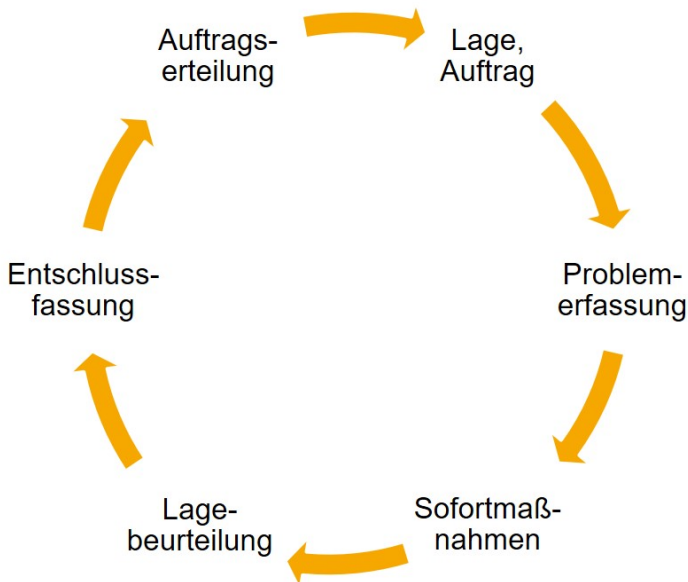 Auftrags-
erteilung
Lage,
Auftrag
Problem-
erfassung
Sofortmaß-
nahmen
Lage-
beurteilung
Entschluss-
fassung